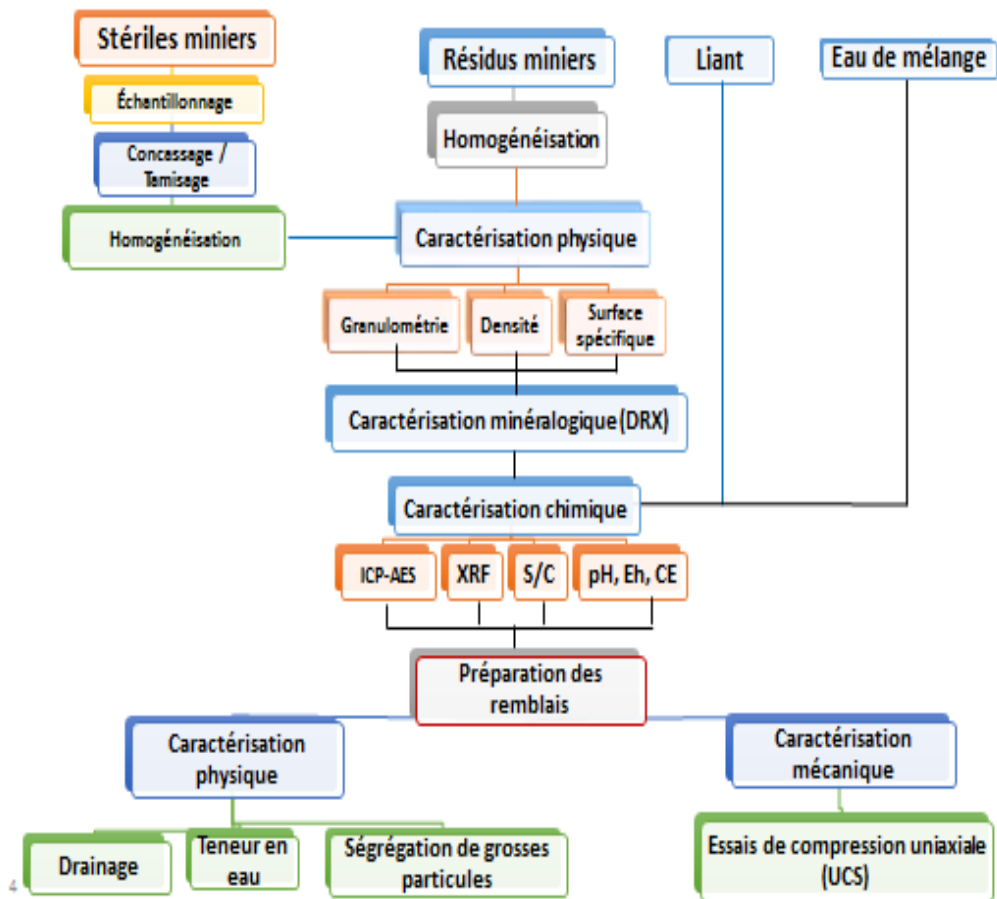 Stériles miniers
Résidus miniers
Liant
Eau de mélange
Échantillonnage
Homogénéisation
Concassage /
Tamisage
Homogénéisation
Caractérisation physique
Granulométrie
Densité
Surface
spécifique
Caractérisation minéralogique (DRX)
Caractérisation chimique
ICP-AES
XRF
S/C
pH, Eh, CE
Préparation des
remblais
Caractérisation
physique
Caractérisation
mécanique
Drainage
Teneur en
eau
Ségrégation de grosses
particules
Essais de compression uniaxiale
(UCS)
4